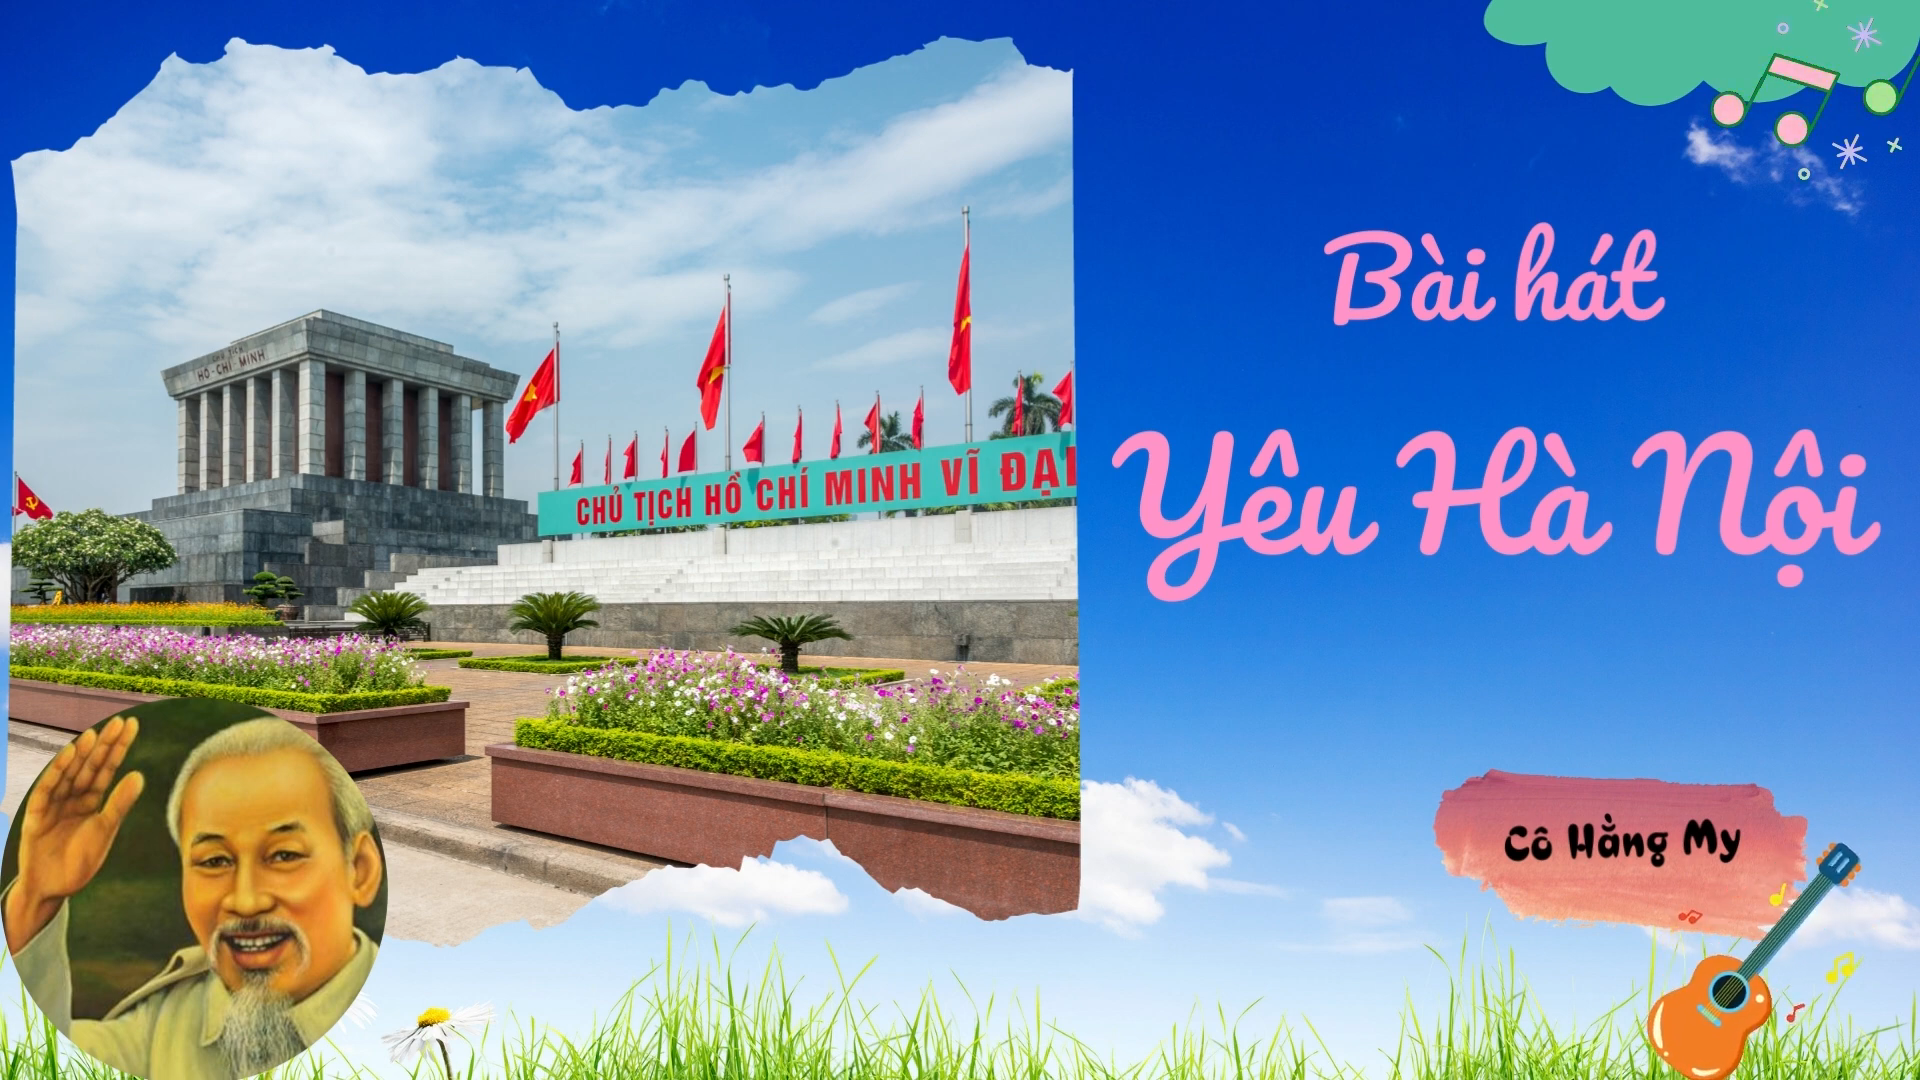 CHỦ TỊCH
HỒ-CHÍ-MINH
CHỦ TỊCH HỒ CHÍ MINH VĨ ĐẠI
Bài hát
Yêu Hà Nội
Cô Hằng My